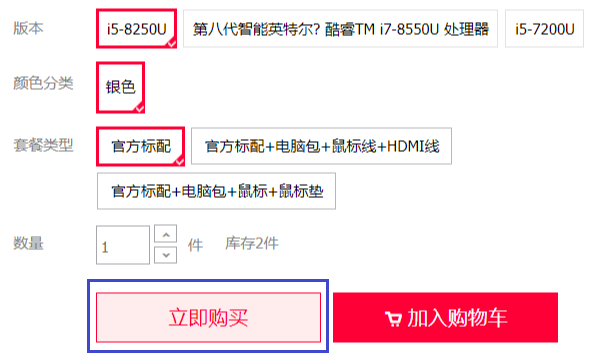 版本 i5-8250U 第八代智能英特尔? 酷睿TM i7-8550U 处理器 i5-7200U
颜色分类 银色
套餐类型 官方标配 官方标配+电脑包+鼠标线+HDMI线
官方标配+电脑包+鼠标+鼠标垫
数量 1 件 库存2件
立即购买 加入购物车